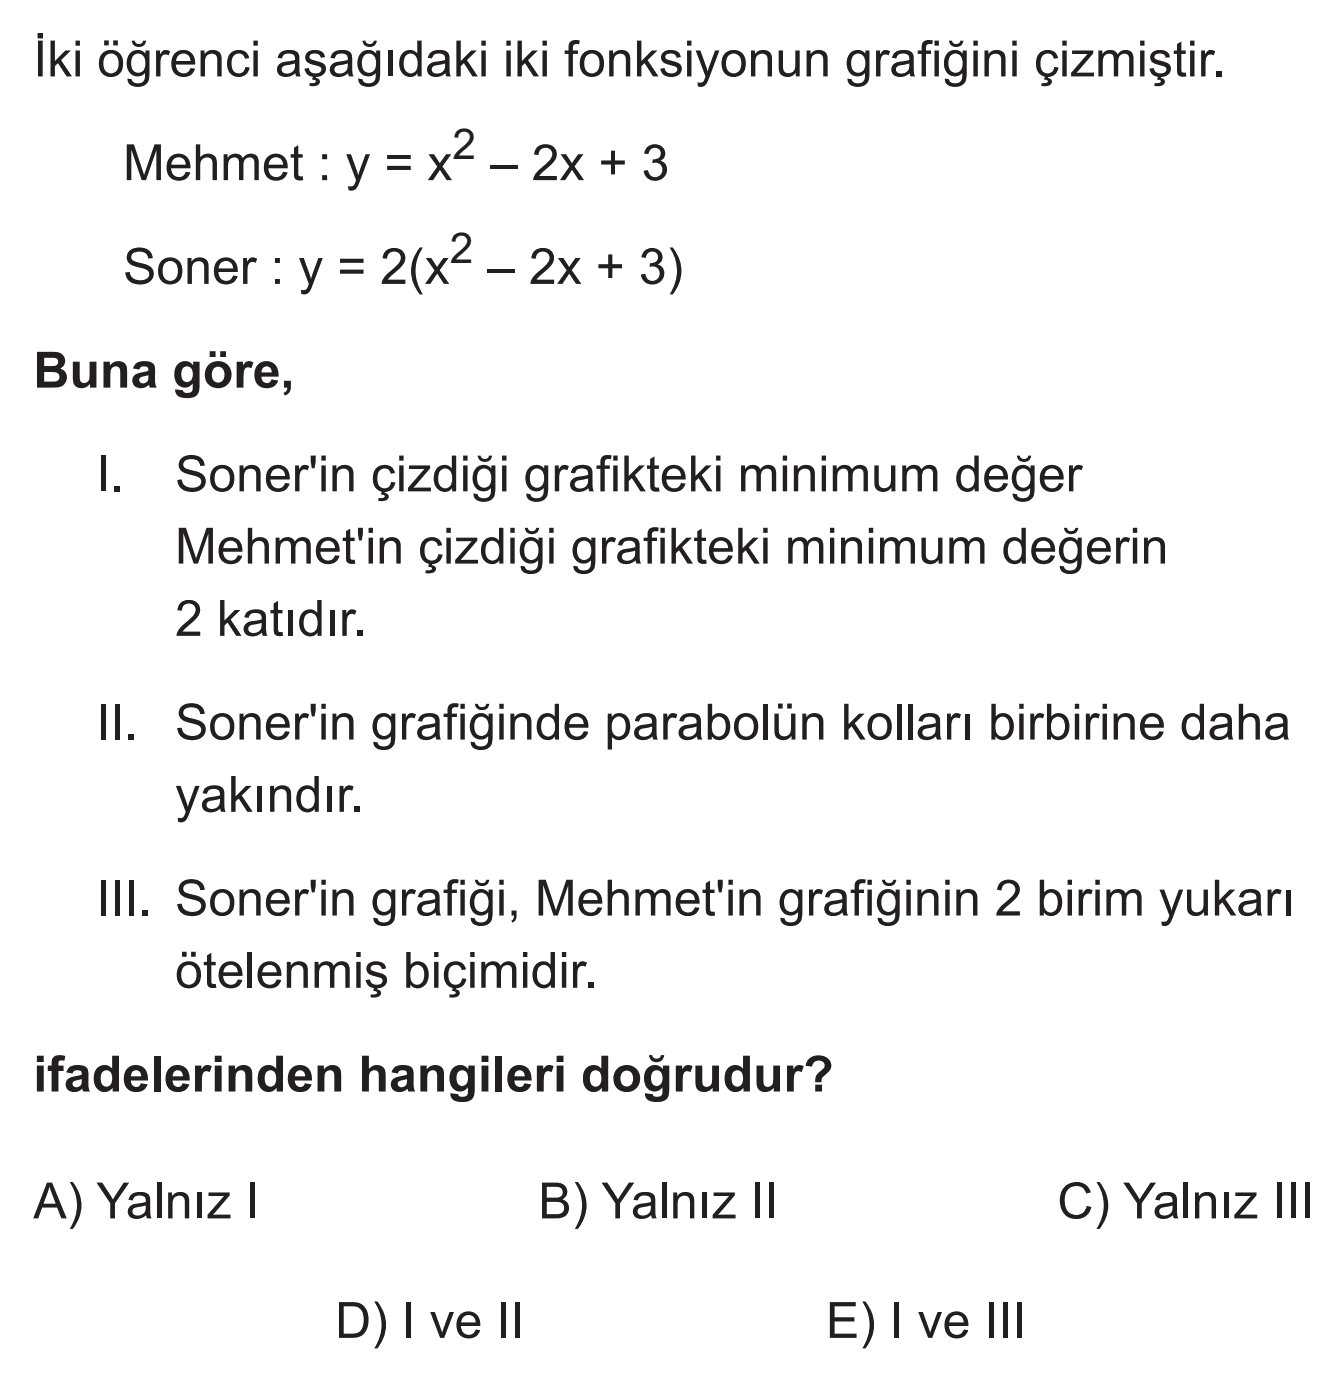 İki öğrenci aşağıdaki iki fonksiyonun grafiğini çizmiştir.
Mehmet : y = x² – 2x + 3
Soner : y = 2(x² – 2x + 3)
Buna göre,
I. Soner'in çizdiği grafikteki minimum değer
Mehmet'in çizdiği grafikteki minimum değerin
2 katıdır.
II. Soner'in grafiğinde parabolün kolları birbirine daha
yakındır.
III. Soner'in grafiği, Mehmet'in grafiğinin 2 birim yukarı
ötelenmiş biçimidir.
ifadelerinden hangileri doğrudur?
A) Yalnız I B) Yalnız II C) Yalnız III
D) I ve II E) I ve III